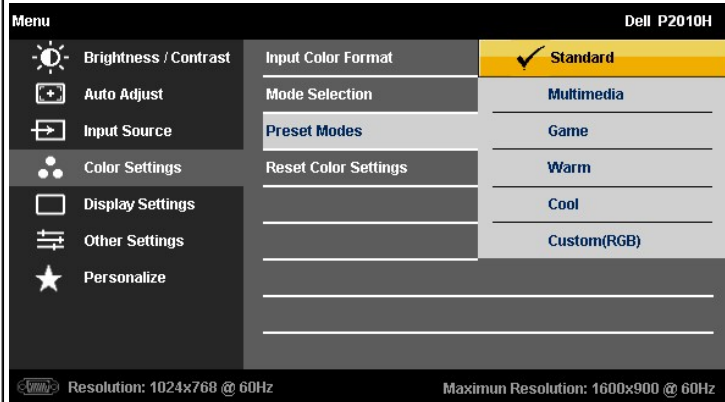 Menu Dell P2010H
Brightness / Contrast Input Color Format Standard
Auto Adjust Mode Selection Multimedia
Input Source Preset Modes Game
Color Settings Reset Color Settings Warm
Display Settings Cool
Other Settings Custom(RGB)
Personalize
Resolution: 1024x768 @ 60Hz Maximun Resolution: 1600x900 @ 60Hz